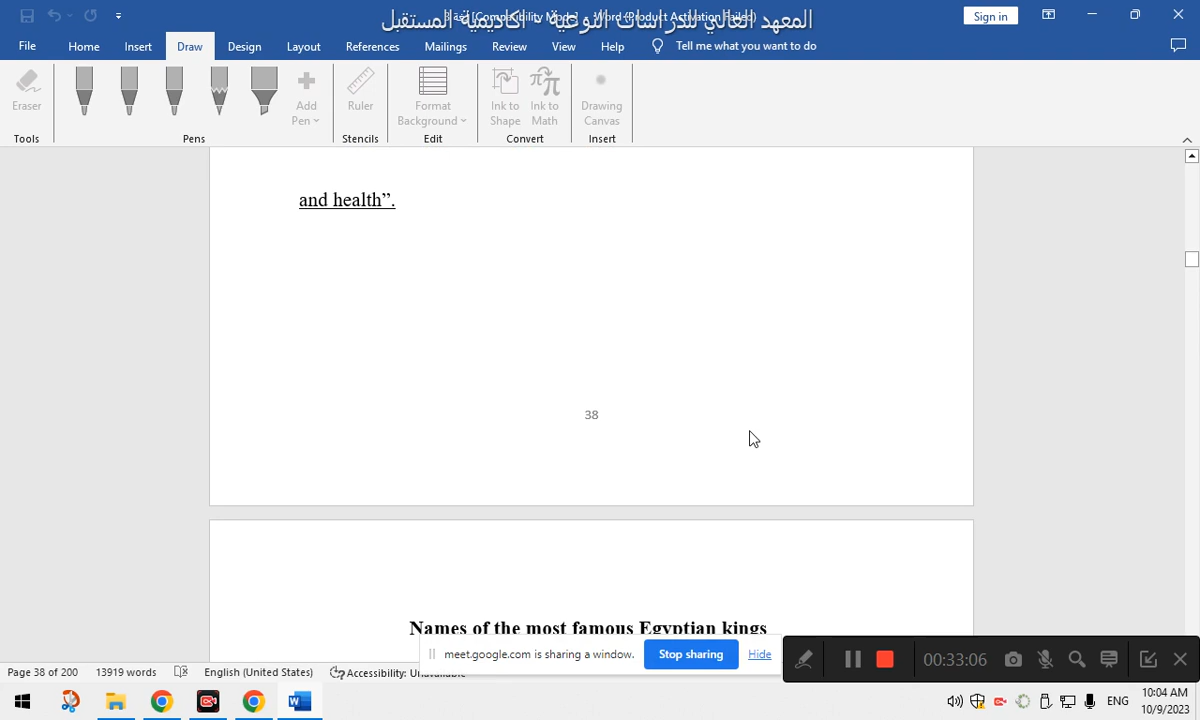 المعهد العالي للدراسات النوعية - أكاديمية المستقبل
Word (Product Activation Failed)
Sign in
File
Home
Insert
Draw
Design
Layout
References
Mailings
Review
View
Help
Tell me what you want to do
Eraser
Add
Pen
Ruler
Format
Background
Ink to
Shape
Ink to
Math
Drawing
Canvas
Tools
Pens
Stencils
Edit
Convert
Insert
and health”.
38
Names of the most famous Egyptian kings
meet.google.com is sharing a window.
Stop sharing
Hide
00:33:06
Page 38 of 200
13919 words
English (United States)
Accessibility: Unavailable
ENG
10:04 AM
10/9/2023